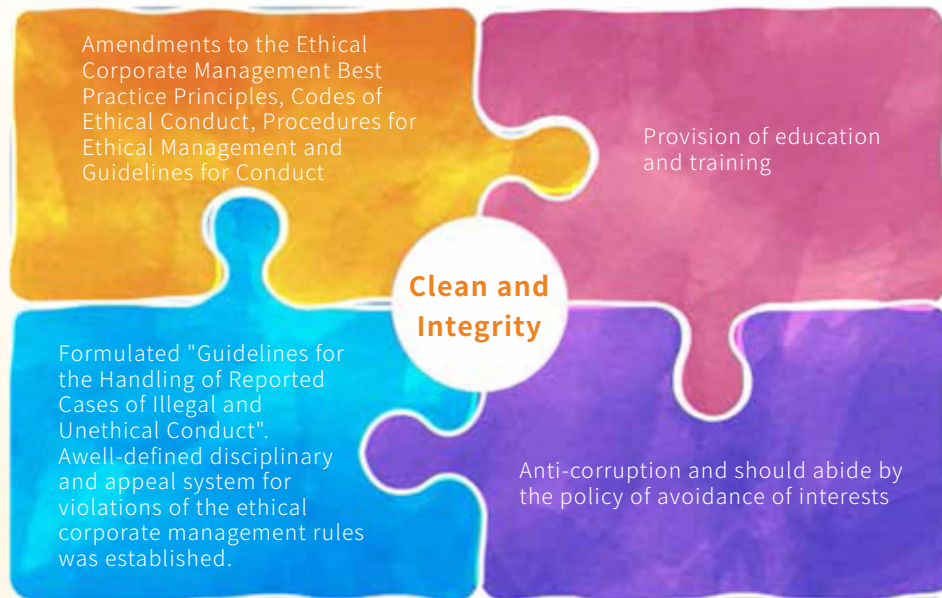 Amendments to the Ethical
Corporate Management Best
Practice Principles, Codes of
Ethical Conduct, Procedures for
Ethical Management and
Guidelines for Conduct
Provision of education
and training
Clean and
Integrity
Formulated "Guidelines for
the Handling of Reported
Cases of Illegal and
Unethical Conduct".
Awell-defined disciplinary
and appeal system for
violations of the ethical
corporate management rules
was established.
Anti-corruption and should abide by
the policy of avoidance of interests